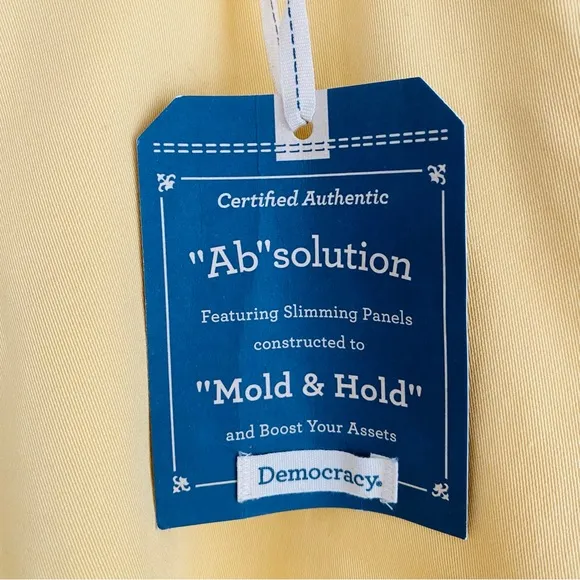 Certified Authentic
"Ab"solution
Featuring Slimming Panels
constructed to
"Mold & Hold"
and Boost Your Assets
Democracy®